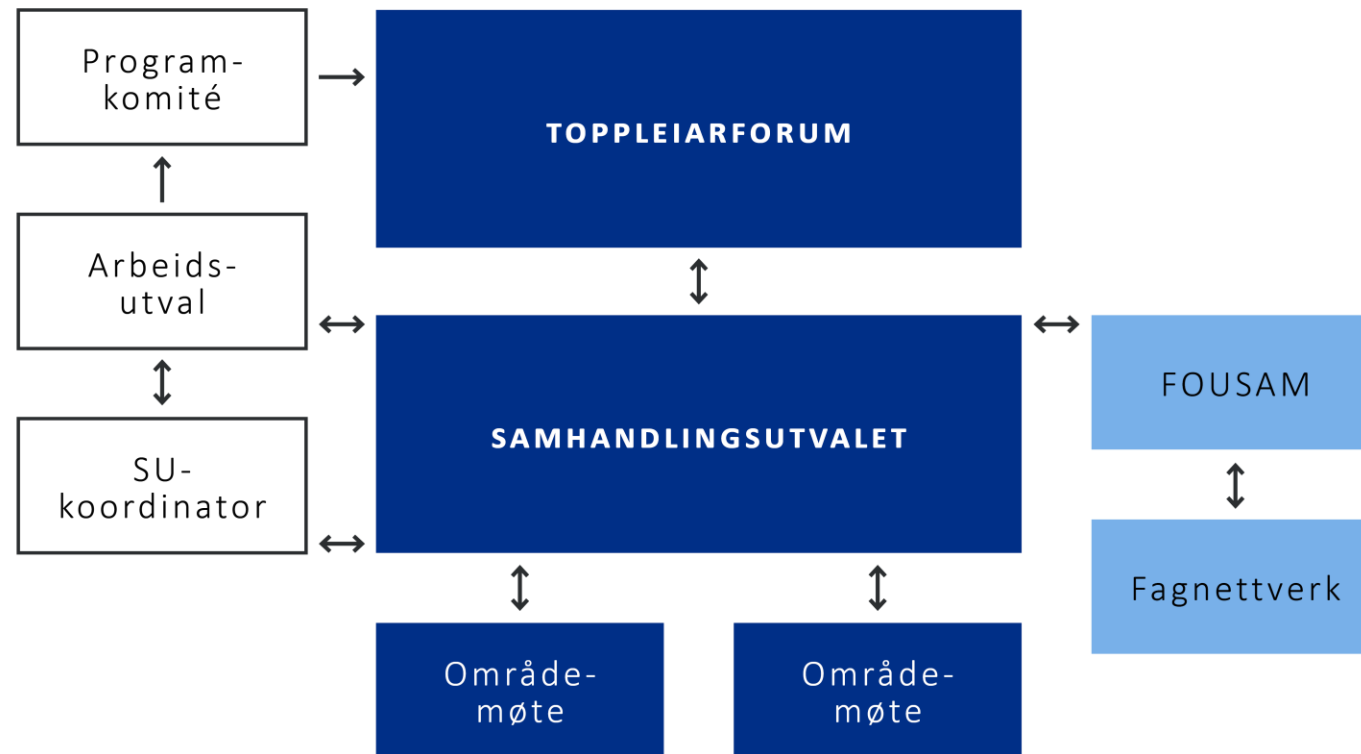 Program-
komité
TOPPLEIARFORUM
Arbeids-
utval
SAMHANDLINGSUTVALET
FOUSAM
SU-
koordinator
Fagnettverk
Område-
møte
Område-
møte